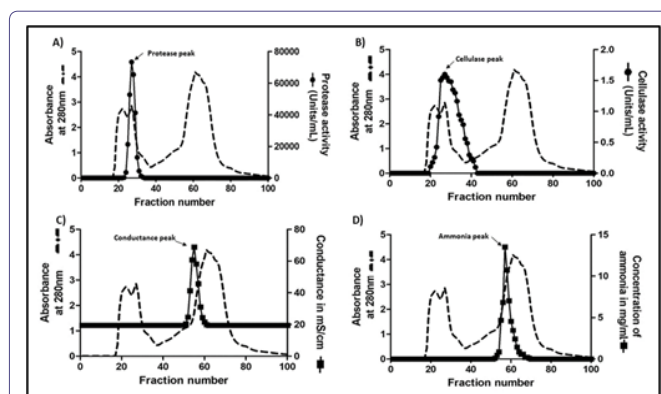 A)
Protease peak
Absorbance
at 280nm
5
4
3
2
1
0
80000
60000
40000
20000
0
Protease activity
(Units/mL)
0 20 40 60 80 100
Fraction number
B)
Cellulase peak
Absorbance
at 280nm
5
4
3
2
1
0
2.0
1.5
1.0
0.5
0.0
Cellulase activity
(Units/mL)
0 20 40 60 80 100
Fraction number
C)
Conductance peak
Absorbance
at 280nm
5
4
3
2
1
0
80
60
40
20
0
Conductance in mS/cm
0 20 40 60 80 100
Fraction number
D)
Ammonia peak
Absorbance
at 280nm
5
4
3
2
1
0
15
10
5
0
Concentration of
ammonia in mg/mL
0 20 40 60 80 100
Fraction number